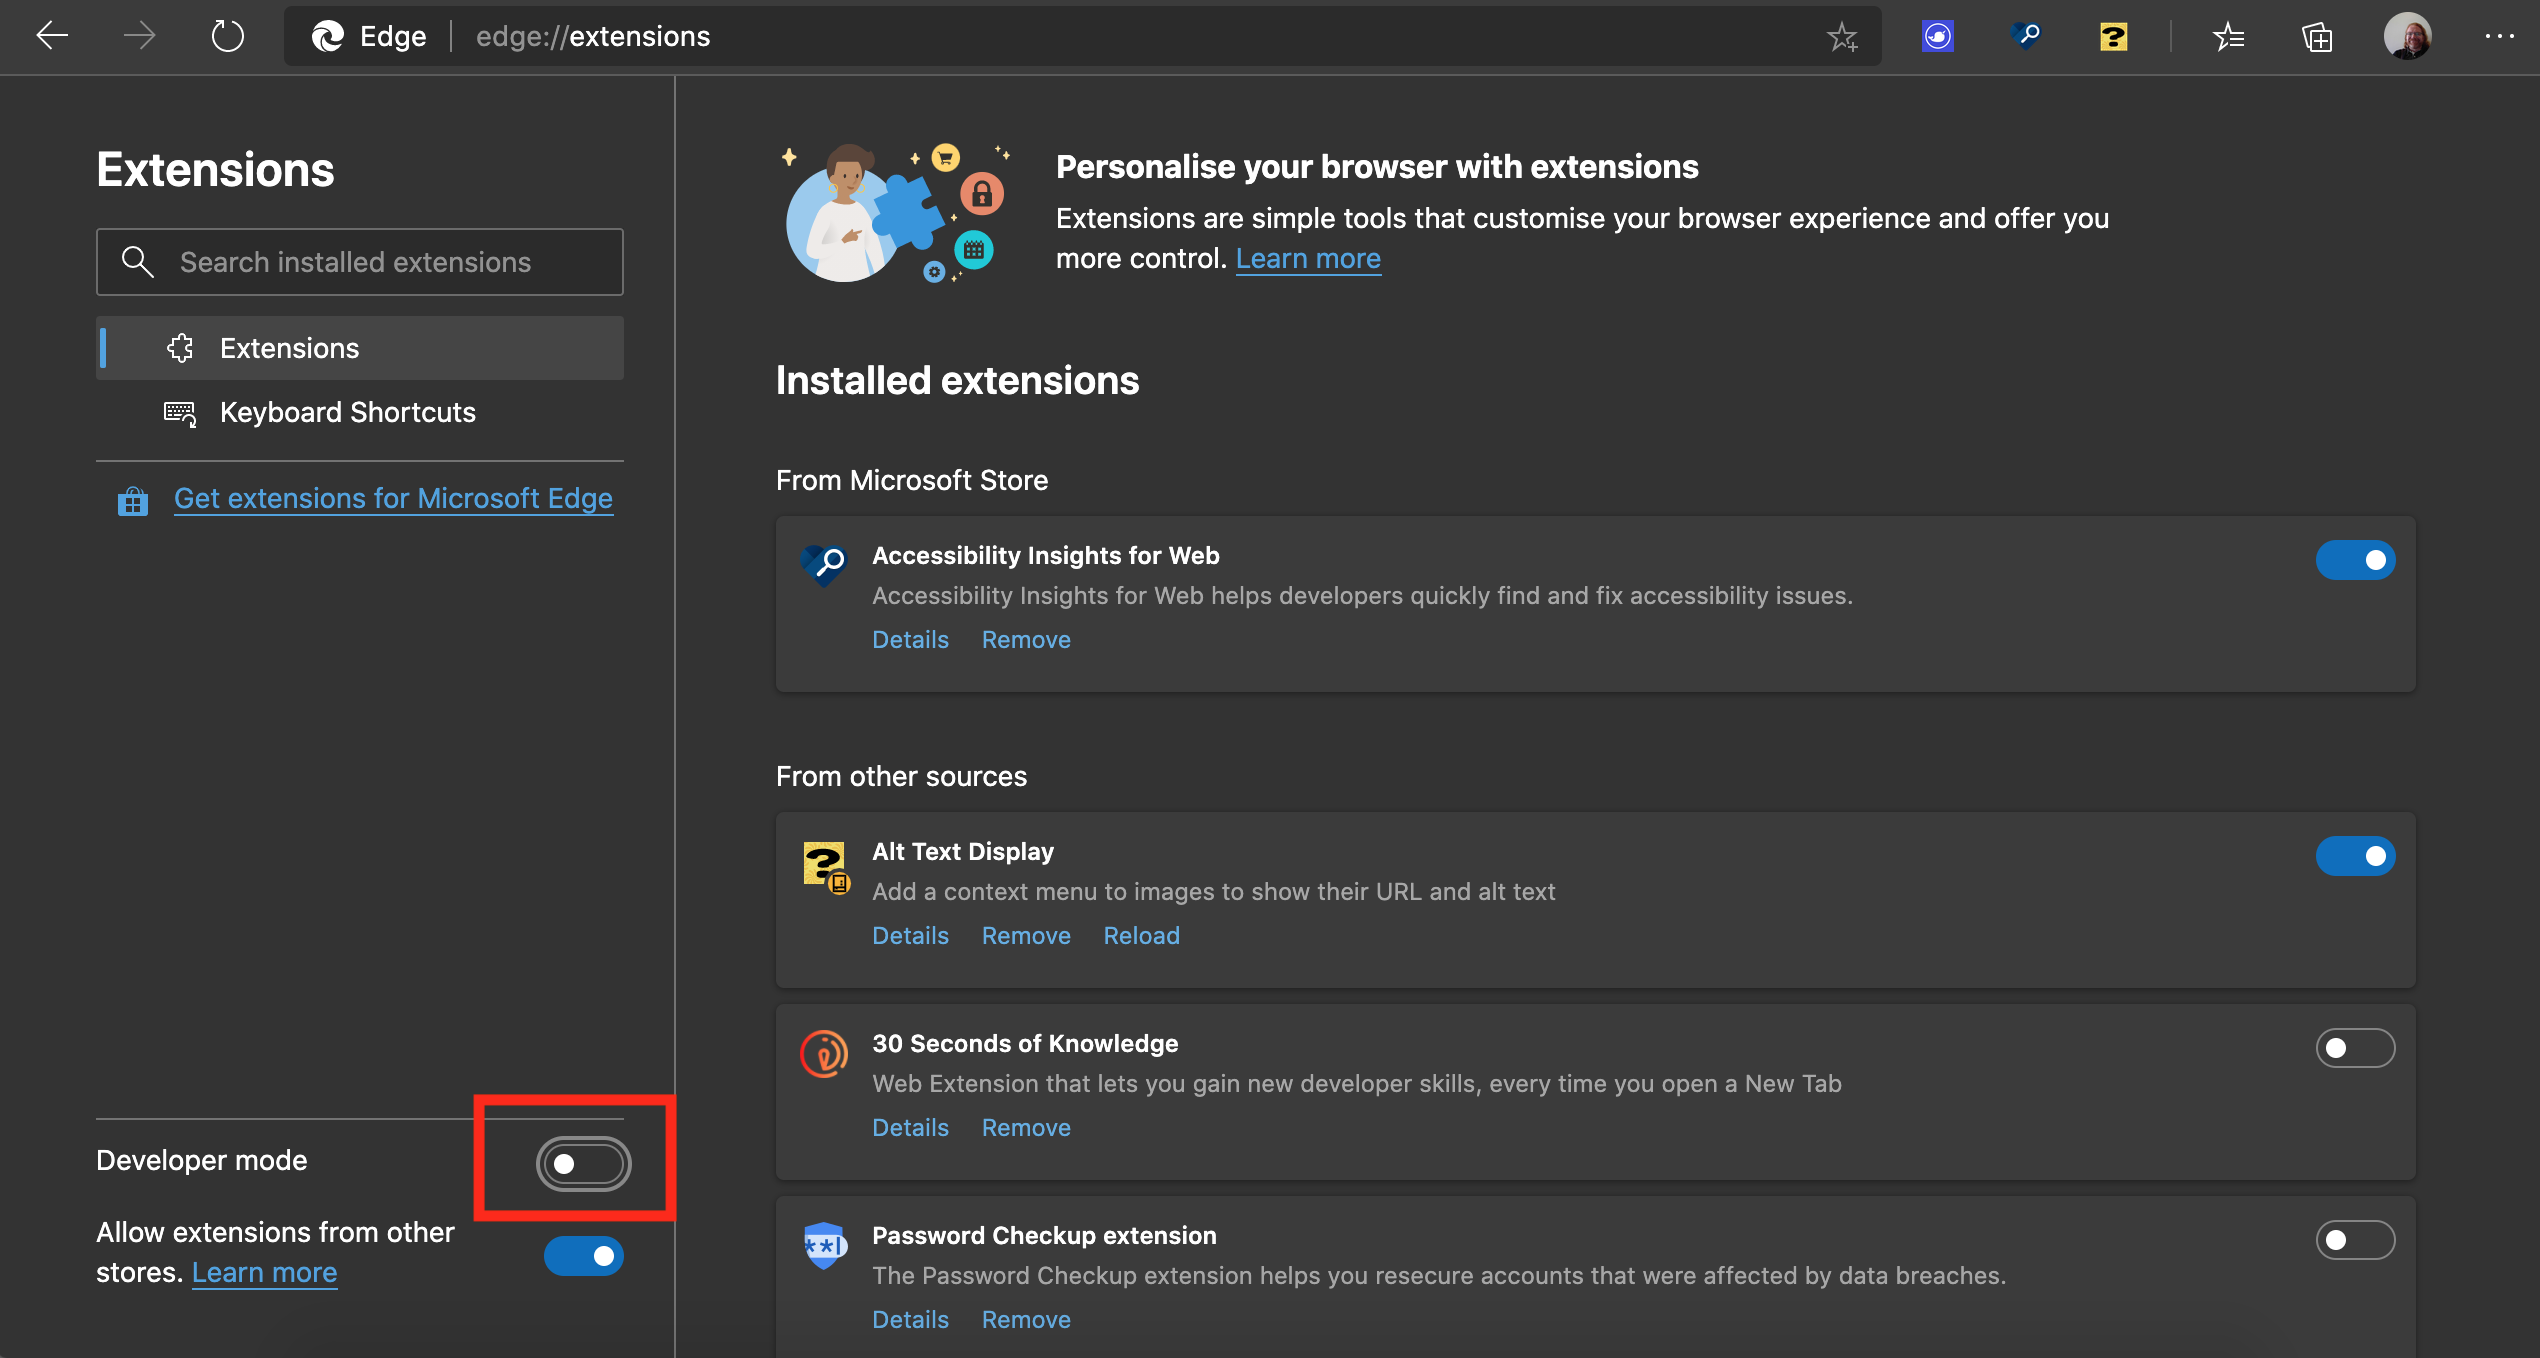 Edge
edge://extensions
Extensions
Search installed extensions
Extensions
Keyboard Shortcuts
Get extensions for Microsoft Edge
Developer mode
Allow extensions from other
stores. Learn more
Personalise your browser with extensions
Extensions are simple tools that customise your browser experience and offer you
more control. Learn more
Installed extensions
From Microsoft Store
Accessibility Insights for Web
Accessibility Insights for Web helps developers quickly find and fix accessibility issues.
Details Remove
From other sources
Alt Text Display
Add a context menu to images to show their URL and alt text
Details Remove Reload
30 Seconds of Knowledge
Web Extension that lets you gain new developer skills, every time you open a New Tab
Details Remove
Password Checkup extension
The Password Checkup extension helps you resecure accounts that were affected by data breaches.
Details Remove